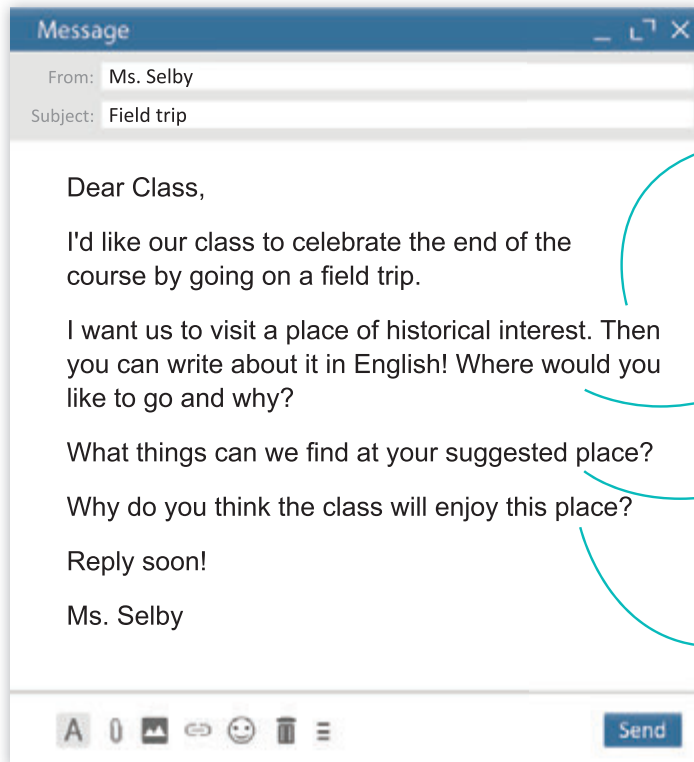 Message
From: Ms. Selby
Subject: Field trip
Dear Class,
I'd like our class to celebrate the end of the
course by going on a field trip.
I want us to visit a place of historical interest. Then
you can write about it in English! Where would you
like to go and why?
What things can we find at your suggested place?
Why do you think the class will enjoy this place?
Reply soon!
Ms. Selby
A
Send